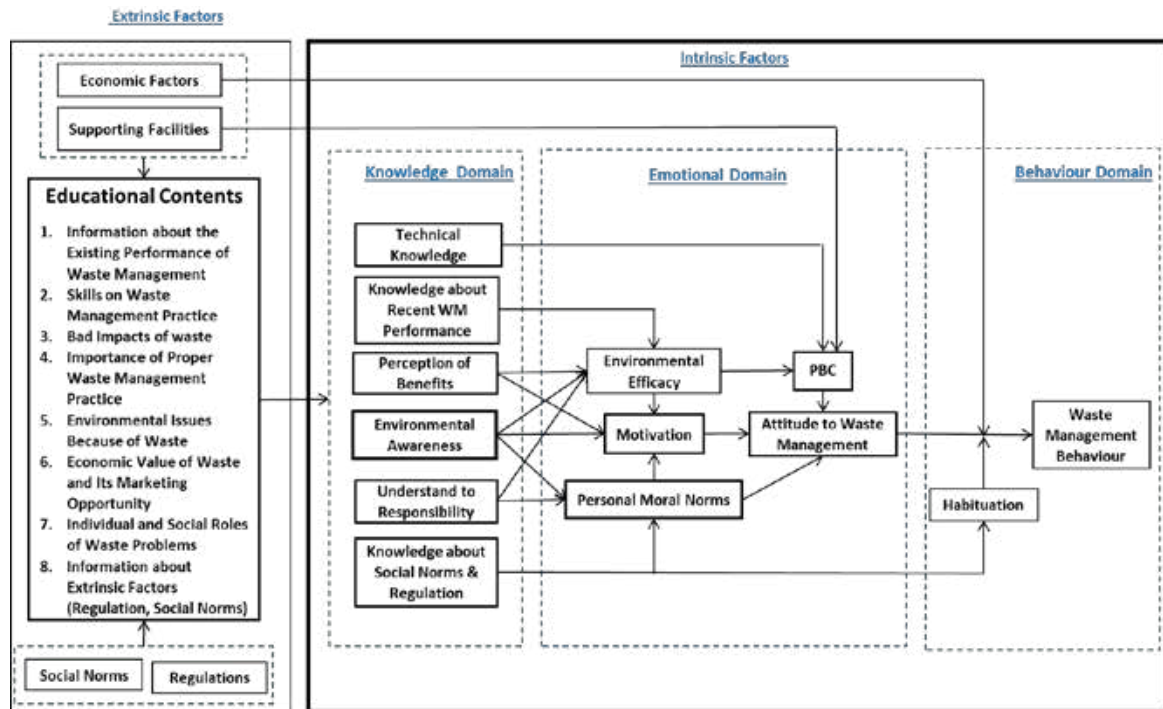 Extrinsic Factors
Economic Factors
Supporting Facilities
Educational Contents
1. Information about the
Existing Performance of
Waste Management
2. Skills on Waste
Management Practice
3. Bad Impacts of waste
4. Importance of Proper
Waste Management
Practice
5. Environmental Issues
Because of Waste
6. Economic Value of Waste
and Its Marketing
Opportunity
7. Individual and Social Roles
of Waste Problems
8. Information about
Extrinsic Factors
(Regulation, Social Norms)
Social Norms
Regulations
Intrinsic Factors
Knowledge Domain
Technical
Knowledge
Knowledge about
Recent WM
Performance
Perception of
Benefits
Environmental
Awareness
Understand to
Responsibility
Knowledge about
Social Norms &
Regulation
Emotional Domain
Environmental
Efficacy
PBC
Motivation
Attitude to Waste
Management
Personal Moral Norms
Behaviour Domain
Waste
Management
Behaviour
Habituation